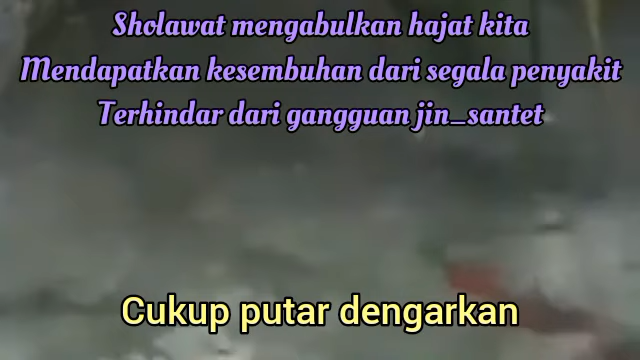 Sholawat mengabulkan hajat kita
Mendapatkan kesembuhan dari segala penyakit
Terhindar dari gangguan jin_santet
Cukup putar dengarkan